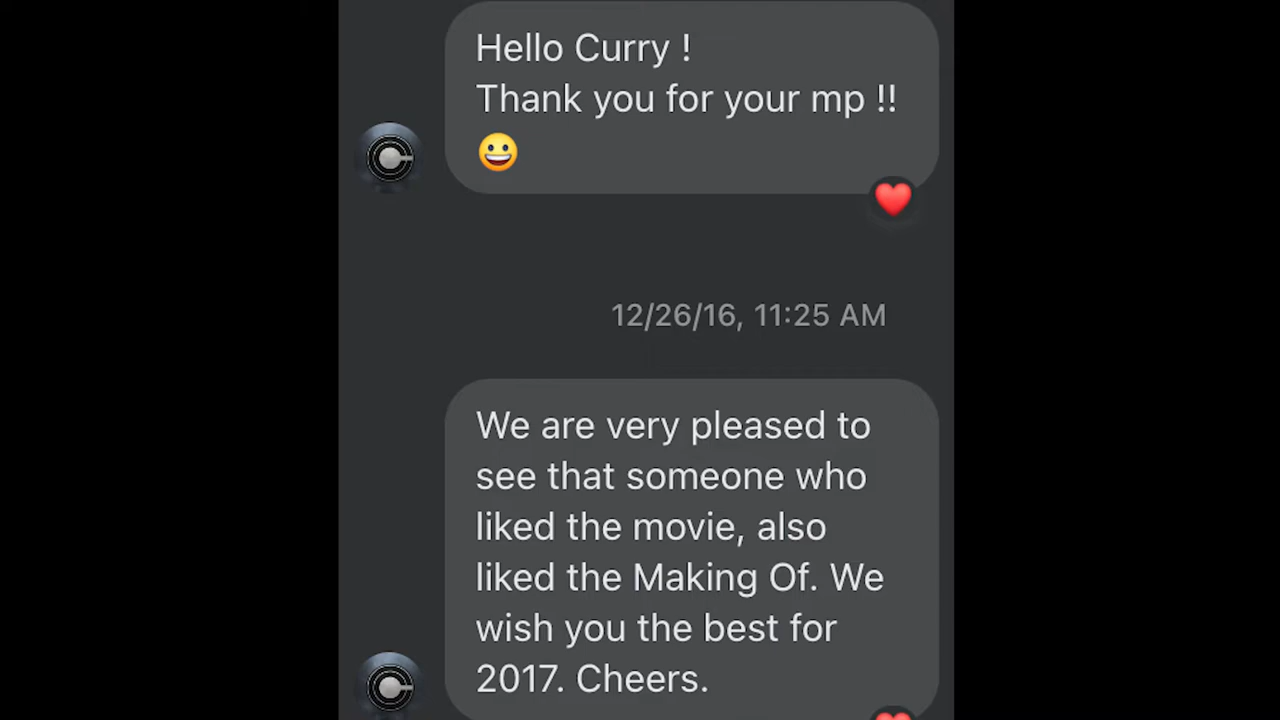 Hello Curry !
Thank you for your mp !!
😀
12/26/16, 11:25 AM
We are very pleased to
see that someone who
liked the movie, also
liked the Making Of. We
wish you the best for
2017. Cheers.